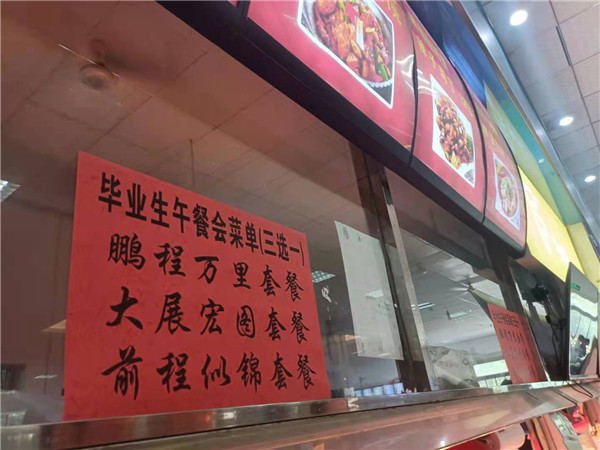 毕业生午餐会菜单(三选一)
鹏程万里套餐
大展宏图套餐
前程似锦套餐